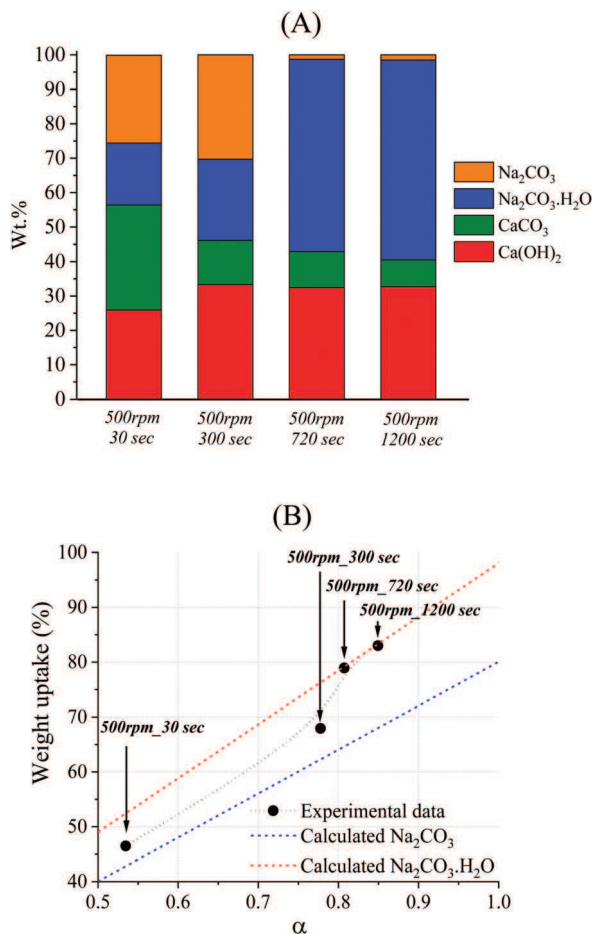 (A)
100
90
80
70
60
50
40
30
20
10
0
Wt.%
Na₂CO₃
Na₂CO₃.H₂O
CaCO₃
Ca(OH)₂
500rpm 500rpm 500rpm 500rpm
30 sec 300 sec 720 sec 1200 sec
(B)
100
90
80
70
60
50
40
Weight uptake (%)
500rpm_300 sec
500rpm_720 sec
500rpm_1200 sec
500rpm_30 sec
Experimental data
Calculated Na₂CO₃
Calculated Na₂CO₃.H₂O
0.5 0.6 0.7 0.8 0.9 1.0
α